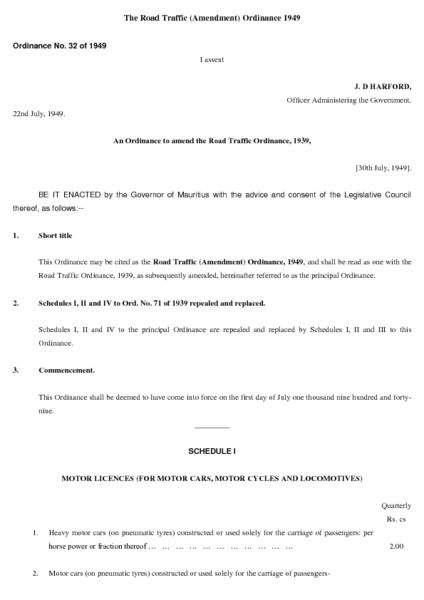 The Road Traffic (Amendment) Ordinance 1949
Ordinance No. 32 of 1949
I assent
J. D HARFORD,
Officer Administering the Government.
22nd July, 1949.
An Ordinance to amend the Road Traffic Ordinance, 1939,
[30th July, 1949].
BE IT ENACTED by the Governor of Mauritius with the advice and consent of the Legislative Council
thereof, as follows:--
1. Short title
This Ordinance may be cited as the Road Traffic (Amendment) Ordinance, 1949, and shall be read as one with the
Road Traffic Ordinance, 1939, as subsequently amended, hereinafter referred to as the principal Ordinance.
2. Schedules I, II and IV to Ord. No. 71 of 1939 repealed and replaced.
Schedules I, II and IV to the principal Ordinance are repealed and replaced by Schedules I, II and III to this
Ordinance.
3. Commencement.
This Ordinance shall be deemed to have come into force on the first day of July one thousand nine hundred and forty-
nine.
SCHEDULE I
MOTOR LICENCES (FOR MOTOR CARS, MOTOR CYCLES AND LOCOMOTIVES)
Quarterly
Rs. cs
1. Heavy motor cars (on pneumatic tyres) constructed or used solely for the carriage of passengers: per
horse power or fraction thereof ... ... ... ... ... ... ... ... ... ... ... 2.00
2. Motor cars (on pneumatic tyres) constructed or used solely for the carriage of passengers-